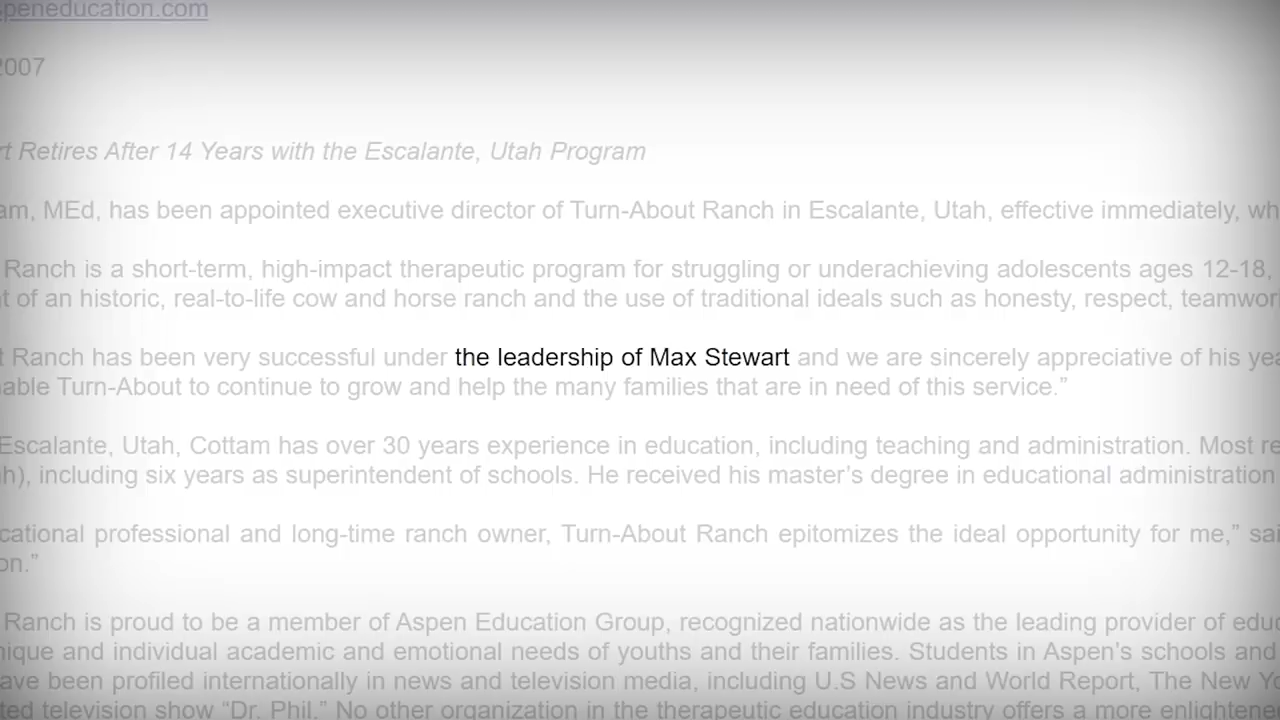 speneducation.com
2007
rt Retires After 14 Years with the Escalante, Utah Program
am, MEd, has been appointed executive director of Turn-About Ranch in Escalante, Utah, effective immediately, wh
Ranch is a short-term, high-impact therapeutic program for struggling or underachieving adolescents ages 12-18,
t of an historic, real-to-life cow and horse ranch and the use of traditional ideals such as honesty, respect, teamwor
t Ranch has been very successful under the leadership of Max Stewart and we are sincerely appreciative of his yea
able Turn-About to continue to grow and help the many families that are in need of this service.”
Escalante, Utah, Cottam has over 30 years experience in education, including teaching and administration. Most re
h), including six years as superintendent of schools. He received his master’s degree in educational administration
cational professional and long-time ranch owner, Turn-About Ranch epitomizes the ideal opportunity for me,” sai
on.”
Ranch is proud to be a member of Aspen Education Group, recognized nationwide as the leading provider of educ
nique and individual academic and emotional needs of youths and their families. Students in Aspen's schools and
ave been profiled internationally in news and television media, including U.S News and World Report, The New Yo
ted television show “Dr. Phil.” No other organization in the therapeutic education industry offers a more enlightene